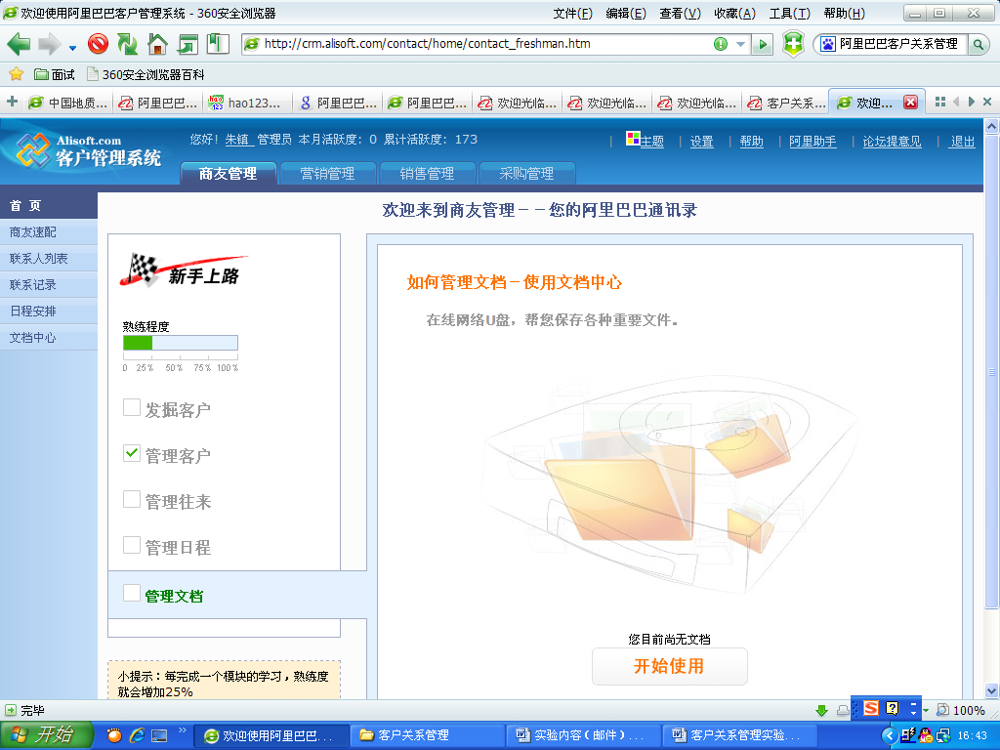 欢迎使用阿里巴巴客户管理系统 - 360安全浏览器
文件(F) 编辑(E) 查看(V) 收藏(A) 工具(T) 帮助(H)
http://crm.alisoft.com/contact/home/contact_freshman.htm
阿里巴巴客户关系管理
面试 360安全浏览器百科
中国地质... 阿里巴巴... hao123... 阿里巴巴... 阿里巴巴... 欢迎光临... 欢迎光临... 欢迎光临... 客户关系... 欢迎...
Alisoft.com
客户管理系统
您好! 朱镇 管理员 本月活跃度: 0 累计活跃度: 173
| 主题 | 设置 | 帮助 | 阿里助手 | 论坛提意见 | 退出
商友管理 营销管理 销售管理 采购管理
首 页
商友速配
联系人列表
联系记录
日程安排
文档中心
欢迎来到商友管理－－您的阿里巴巴通讯录
新手上路
熟练程度
0 25% 50% 75% 100%
发掘客户
管理客户
管理往来
管理日程
管理文档
小提示：每完成一个模块的学习，熟练度
就会增加25%
如何管理文档－使用文档中心
在线网络U盘，帮您保存各种重要文件。
您目前尚无文档
开始使用
完毕
100%
开始
欢迎使用阿里巴巴... 客户关系管理 实验内容（邮件）... 客户关系管理实验...
16:43